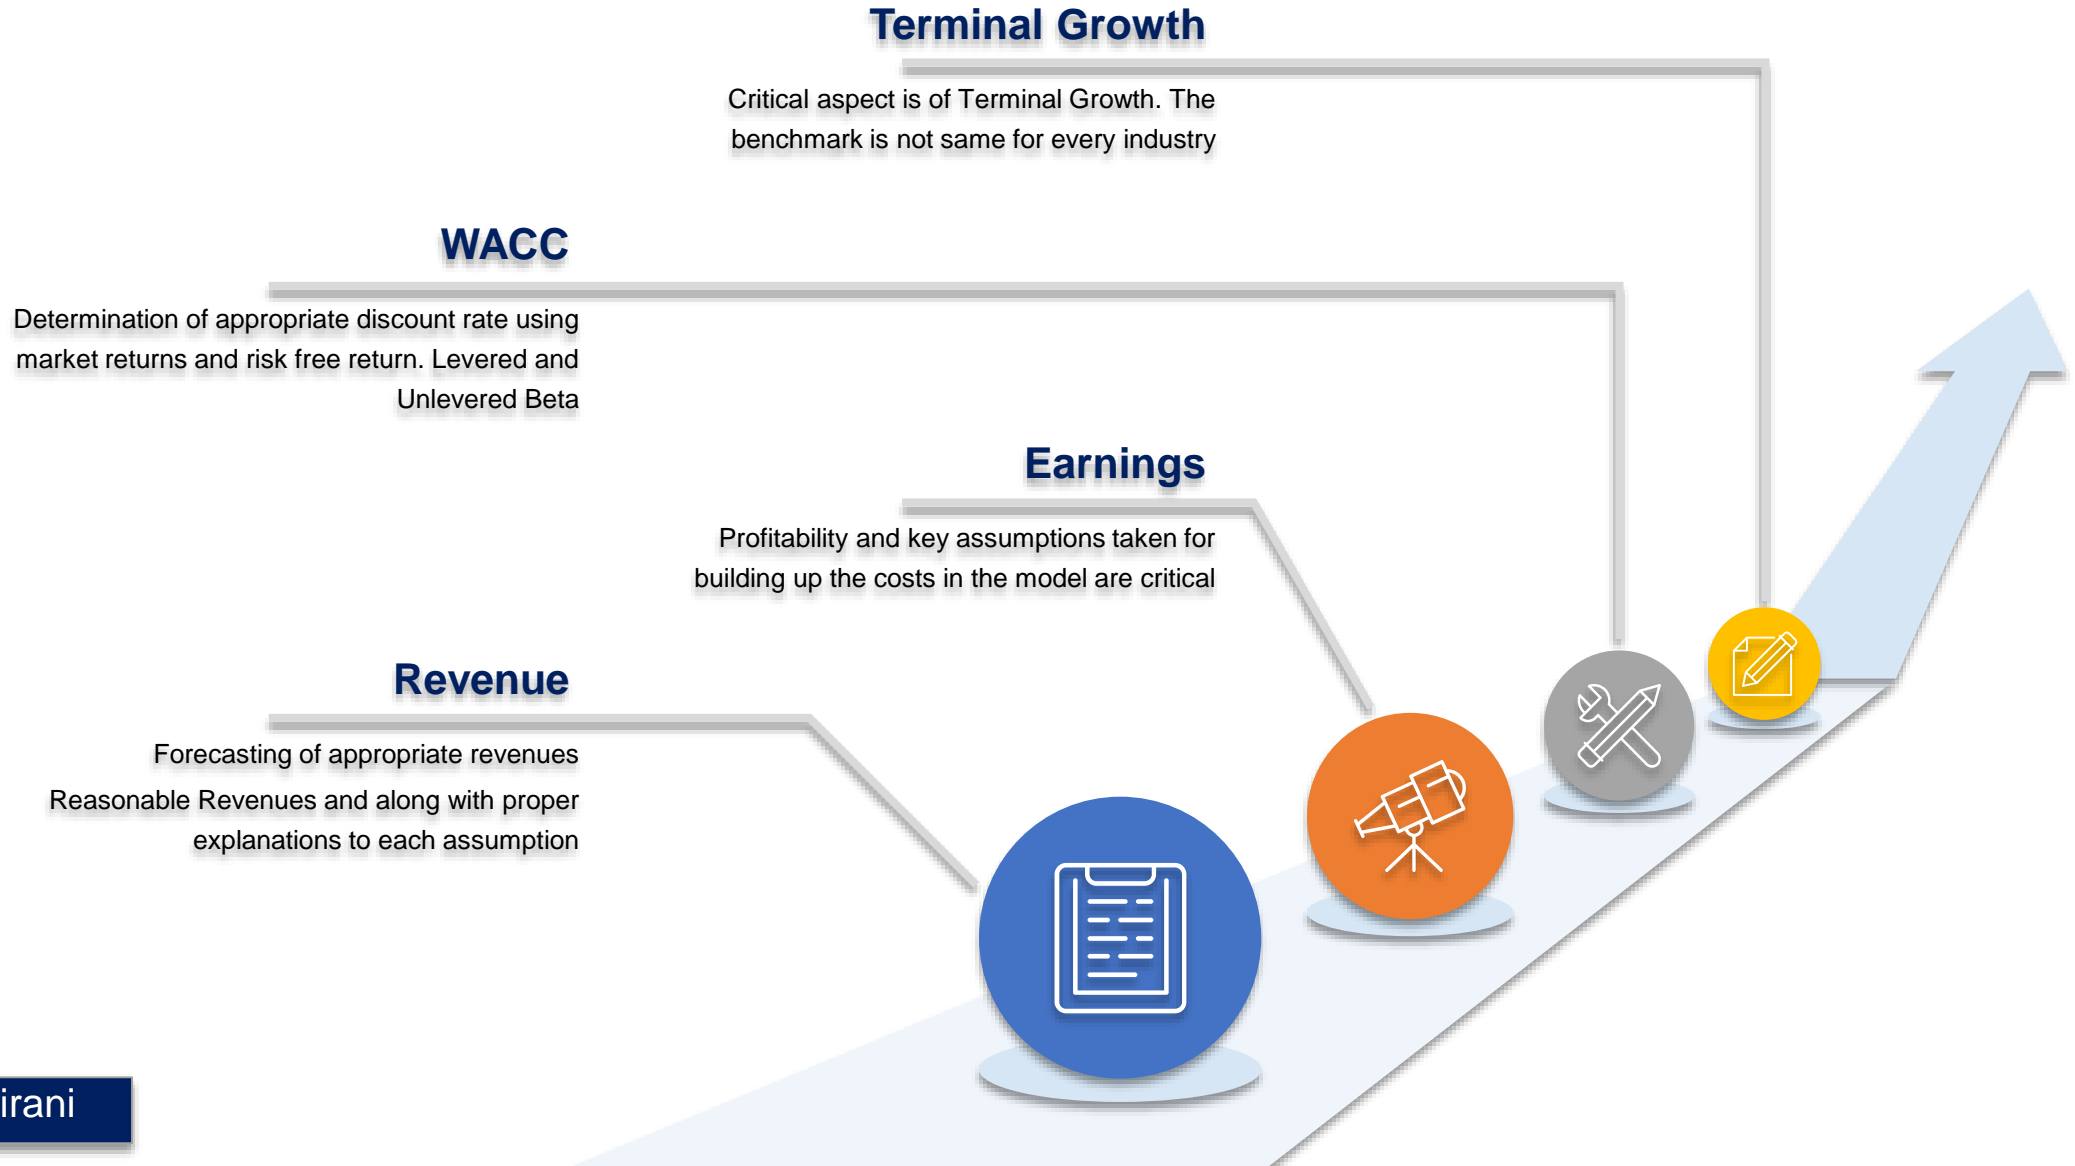 Terminal Growth
Critical aspect is of Terminal Growth. The
benchmark is not same for every industry
WACC
Determination of appropriate discount rate using
market returns and risk free return. Levered and
Unlevered Beta
Earnings
Profitability and key assumptions taken for
building up the costs in the model are critical
Revenue
Forecasting of appropriate revenues
Reasonable Revenues and along with proper
explanations to each assumption
irani